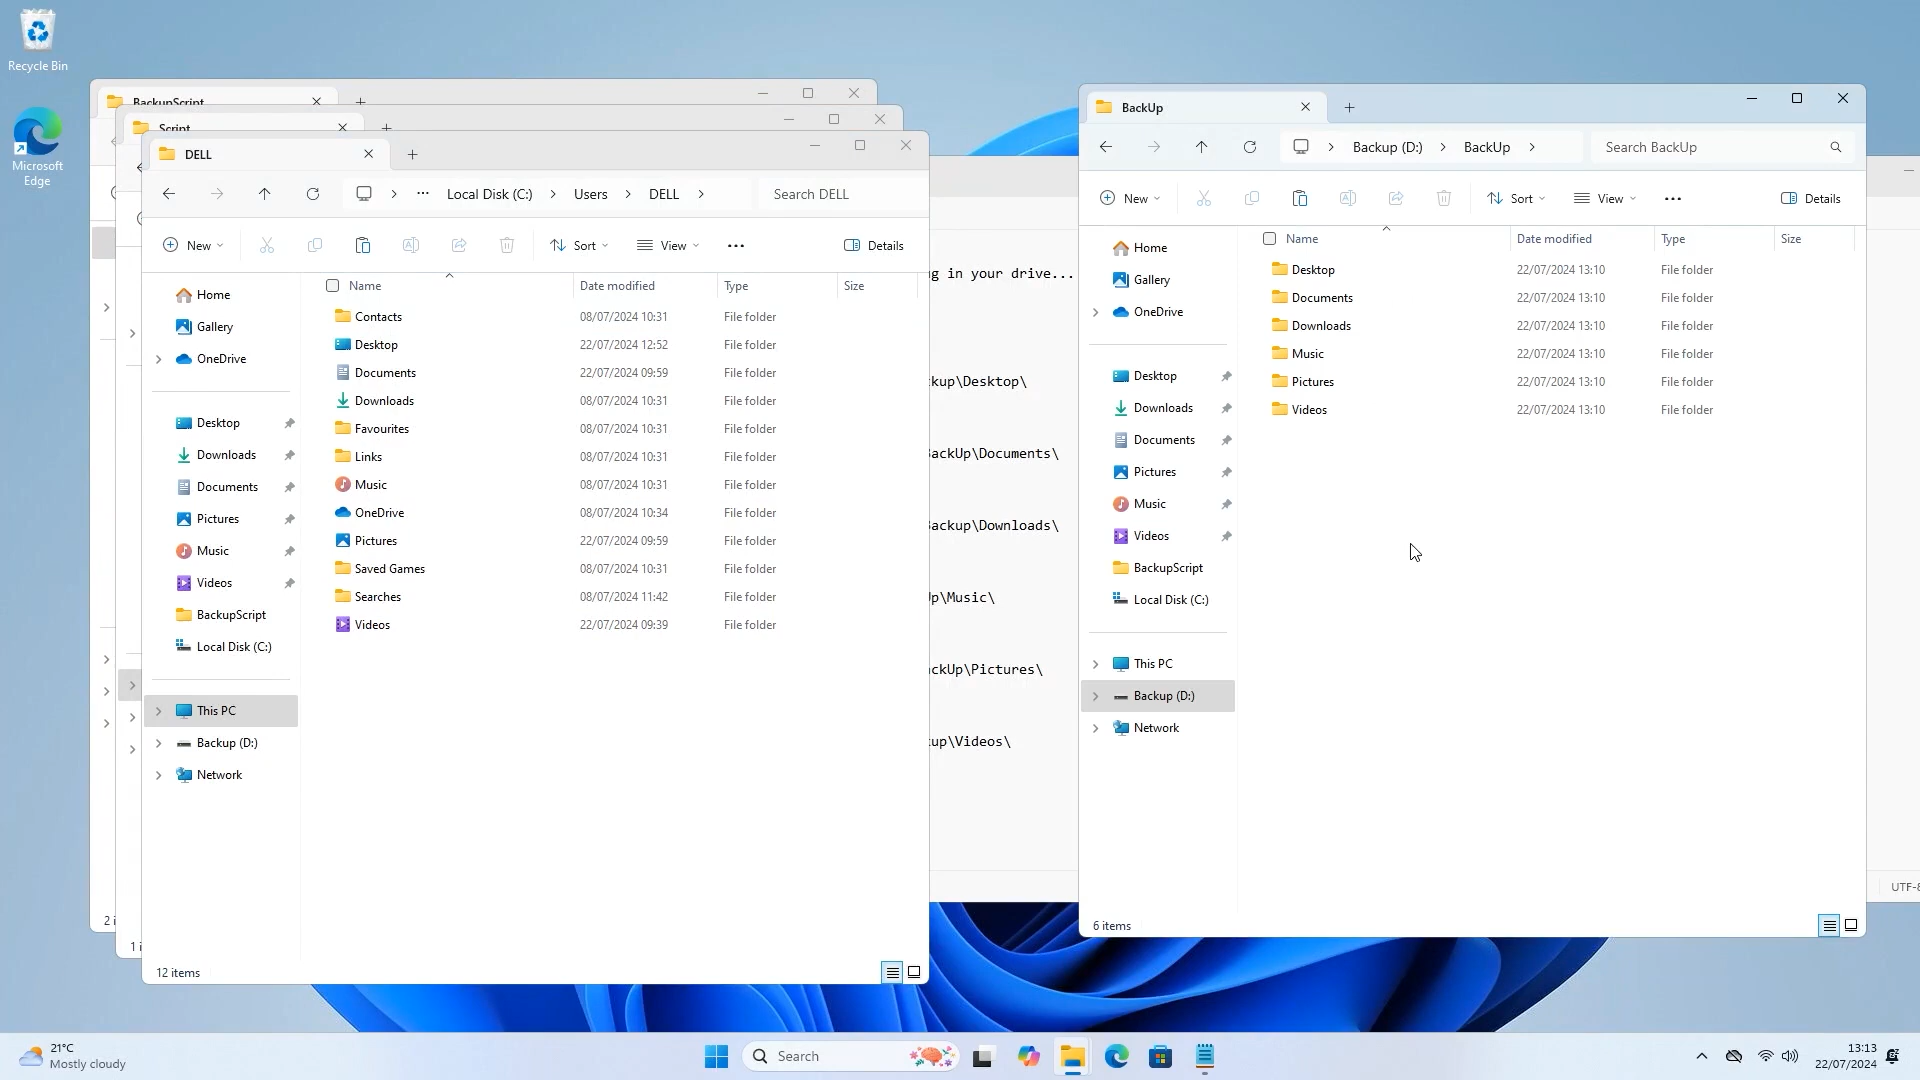 Recycle Bin
Microsoft
Edge
BackupScript
Script
DELL
Local Disk (C:)
Users
DELL
Search DELL
New
Sort
View
Details
Name
Date modified
Type
Size
Home
Gallery
OneDrive
Desktop
Downloads
Documents
Pictures
Music
Videos
BackupScript
Local Disk (C:)
This PC
Backup (D:)
Network
Contacts 08/07/2024 10:31 File folder
Desktop 22/07/2024 12:52 File folder
Documents 22/07/2024 09:59 File folder
Downloads 08/07/2024 10:31 File folder
Favourites 08/07/2024 10:31 File folder
Links 08/07/2024 10:31 File folder
Music 08/07/2024 10:31 File folder
OneDrive 08/07/2024 10:34 File folder
Pictures 22/07/2024 09:59 File folder
Saved Games 08/07/2024 10:31 File folder
Searches 08/07/2024 11:42 File folder
Videos 22/07/2024 09:39 File folder
12 items
in your drive...
\Desktop\
\Documents\
\Downloads\
\Music\
\Pictures\
\Videos\
BackUp
Backup (D:)
BackUp
Search BackUp
New
Sort
View
Details
Name
Date modified
Type
Size
Home
Gallery
OneDrive
Desktop
Downloads
Documents
Pictures
Music
Videos
BackupScript
Local Disk (C:)
This PC
Backup (D:)
Network
Desktop 22/07/2024 13:10 File folder
Documents 22/07/2024 13:10 File folder
Downloads 22/07/2024 13:10 File folder
Music 22/07/2024 13:10 File folder
Pictures 22/07/2024 13:10 File folder
Videos 22/07/2024 13:10 File folder
6 items
21°C
Mostly cloudy
Search
13:13
22/07/2024